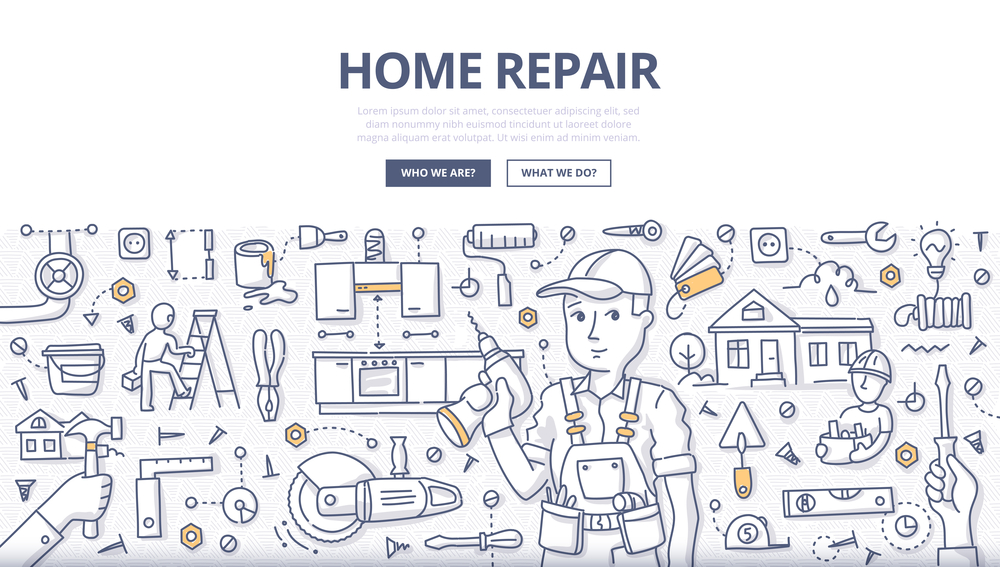 HOME REPAIR
Lorem ipsum dolor sit amet, consectetuer adipiscing elit, sed
diam nonummy nibh euismod tincidunt ut laoreet dolore
magna aliquam erat volutpat. Ut wisi enim ad minim veniam.
WHO WE ARE?
WHAT WE DO?
5